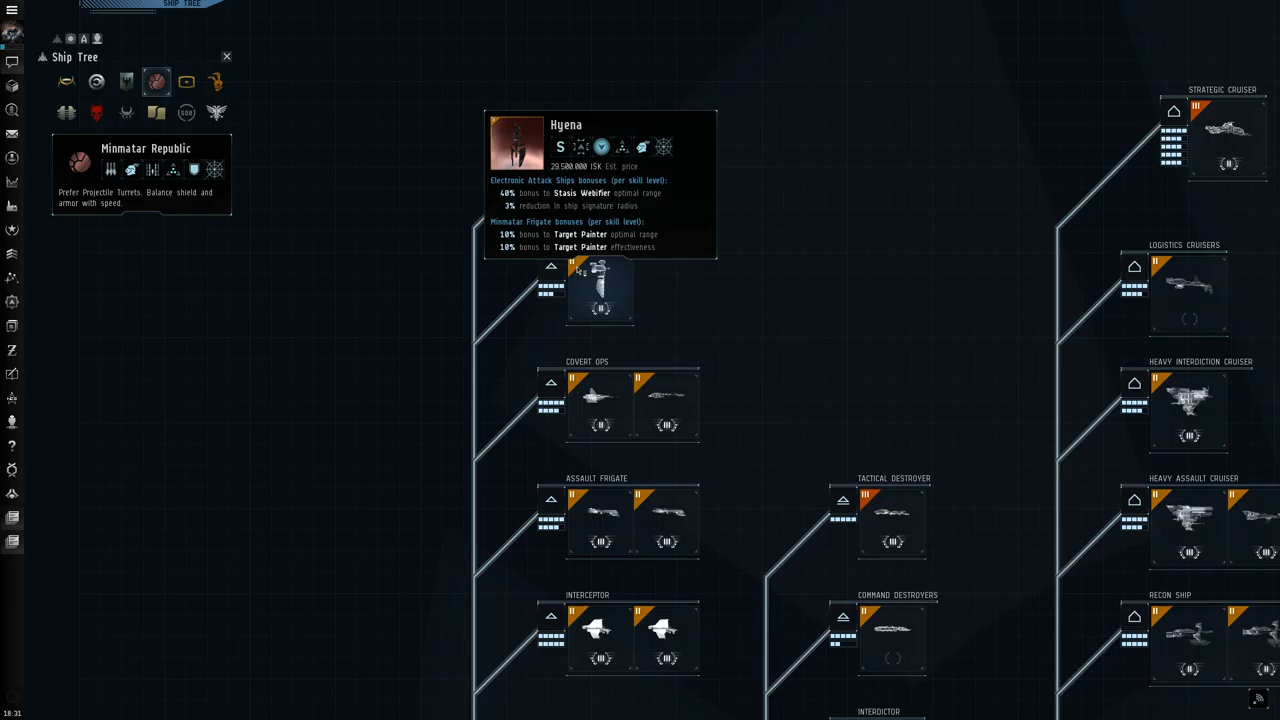 SHIP TREE
Ship Tree
Minmatar Republic
Prefer Projectile Turrets. Balance shield and
armor with speed.
Hyena
S
29.500.000 ISK Est. price
Electronic Attack Ships bonuses (per skill level):
40% bonus to Stasis Webifier optimal range
3% reduction in ship signature radius
Minmatar Frigate bonuses (per skill level):
10% bonus to Target Painter optimal range
10% bonus to Target Painter effectiveness
STRATEGIC CRUISER
LOGISTICS CRUISERS
COVERT OPS
HEAVY INTERDICTION CRUISER
ASSAULT FRIGATE
TACTICAL DESTROYER
HEAVY ASSAULT CRUISER
INTERCEPTOR
COMMAND DESTROYERS
RECON SHIP
INTERDICTOR
18:31